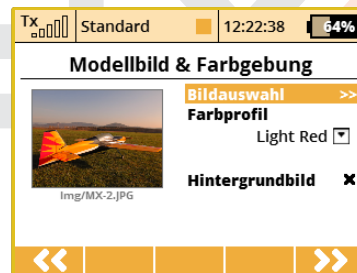 Tx Standard 12:22:38 64%
Modellbild & Farbgebung
Bildauswahl >>
Farbprofil
Light Red
Hintergrundbild
Img/MX-2.JPG